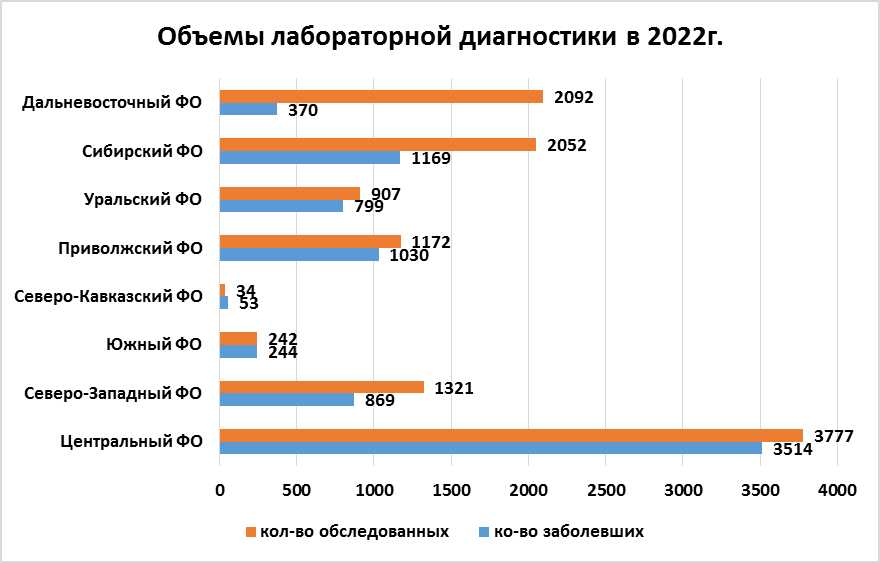 Объемы лабораторной диагностики в 2022г.
Дальневосточный ФО
2092
370
Сибирский ФО
2052
1169
Уральский ФО
907
799
Приволжский ФО
1172
1030
Северо-Кавказский ФО
34
53
Южный ФО
242
244
Северо-Западный ФО
1321
869
Центральный ФО
3777
3514
0 500 1000 1500 2000 2500 3000 3500 4000
кол-во обследованных ко-во заболевших